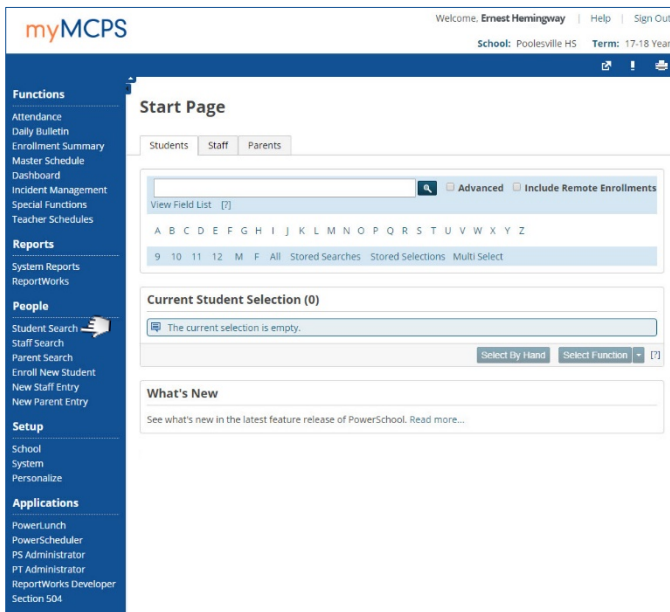 myMCPS
Welcome, Ernest Hemingway | Help | Sign Out
School: Poolesville HS Term: 17-18 Year
Functions
Attendance
Daily Bulletin
Enrollment Summary
Master Schedule
Dashboard
Incident Management
Special Functions
Teacher Schedules
Reports
System Reports
ReportWorks
People
Student Search
Staff Search
Parent Search
Enroll New Student
New Staff Entry
New Parent Entry
Setup
School
System
Personalize
Applications
PowerLunch
PowerScheduler
PS Administrator
PT Administrator
ReportWorks Developer
Section 504
Start Page
Students Staff Parents
Advanced Include Remote Enrollments
View Field List [?]
A B C D E F G H I J K L M N O P Q R S T U V W X Y Z
9 10 11 12 M F All Stored Searches Stored Selections Multi Select
Current Student Selection (0)
The current selection is empty.
Select By Hand Select Function [?]
What's New
See what's new in the latest feature release of PowerSchool. Read more...